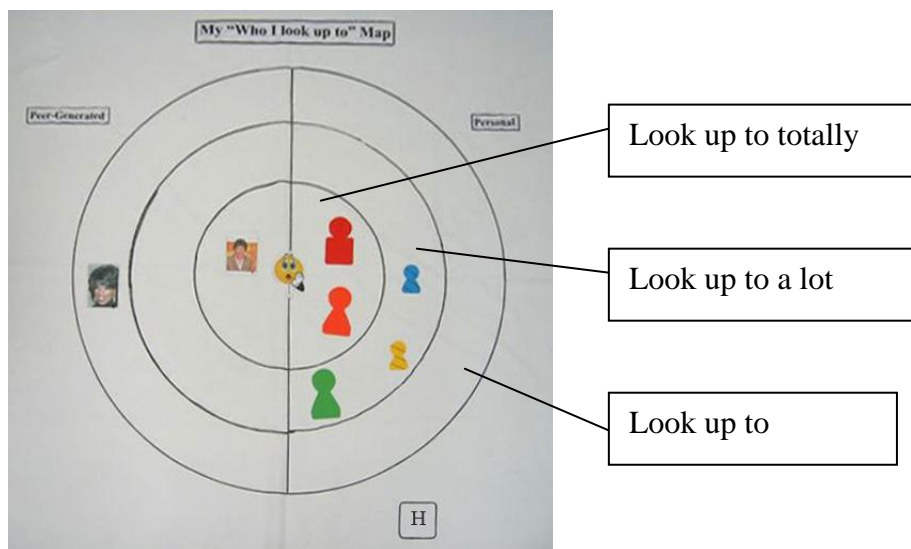 My “Who I look up to” Map
Peer-Generated
Personal
Look up to totally
Look up to a lot
Look up to
H